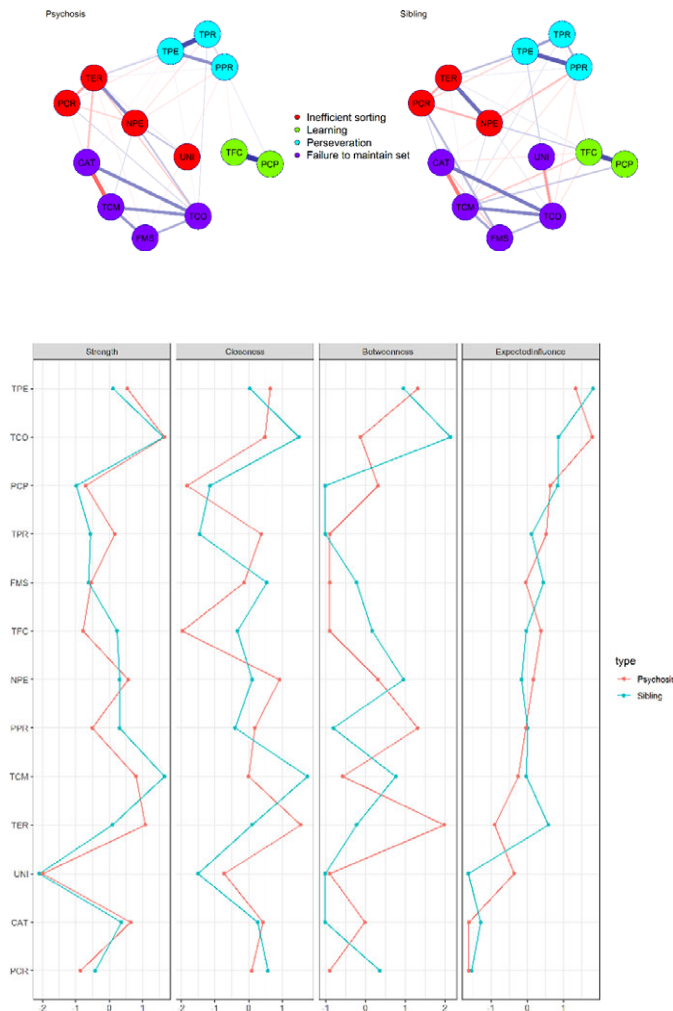 Psychosis
Sibling
TPR
TPE
PPR
TER
PCR
NPE
UNI
TFC
PCP
CAT
TCM
TCO
FMS
Inefficient sorting
Learning
Perseveration
Failure to maintain set
TPR
TPE
PPR
TER
PCR
NPE
CAT
UNI
TFC
PCP
TCM
TCO
FMS
Strength
Closeness
Betweenness
ExpectedInfluence
TPE
TCO
PCP
TPR
FMS
TFC
NPE
PPR
TCM
TER
UNI
CAT
PCR
-2 -1 0 1
-2 -1 0 1
-1 0 1 2
-1 0 1
type
Psychosis
Sibling